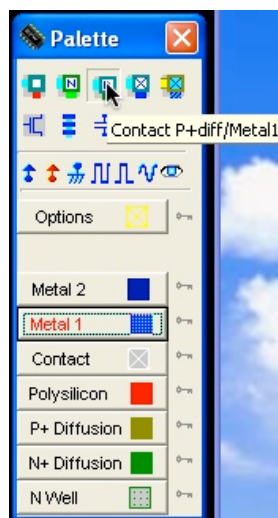 Palette
N
Contact P+diff/Metal1
Options
Metal 2
Metal 1
Contact
Polysilicon
P+ Diffusion
N+ Diffusion
N Well